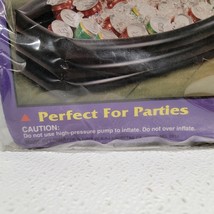 Perfect For Parties
CAUTION:
Do not use high-pressure pump to inflate. Do not over inflate.